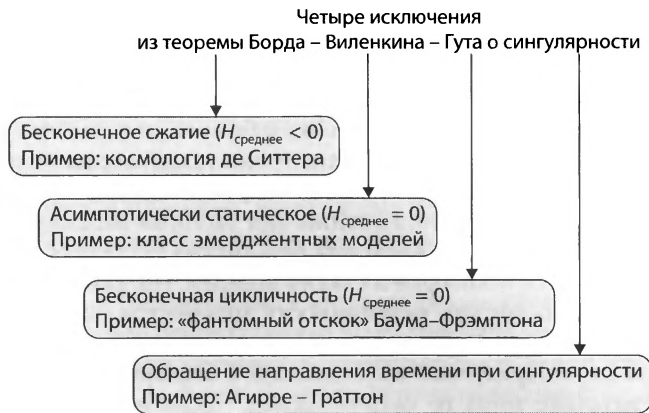 Четыре исключения
из теоремы Борда – Виленкина – Гута о сингулярности
Бесконечное сжатие (Hсреднее < 0)
Пример: космология де Ситтера
Асимптотически статическое (Hсреднее = 0)
Пример: класс эмерджентных моделей
Бесконечная цикличность (Hсреднее = 0)
Пример: «фантомный отскок» Баума–Фрэмптона
Обращение направления времени при сингулярности
Пример: Агирре – Граттон